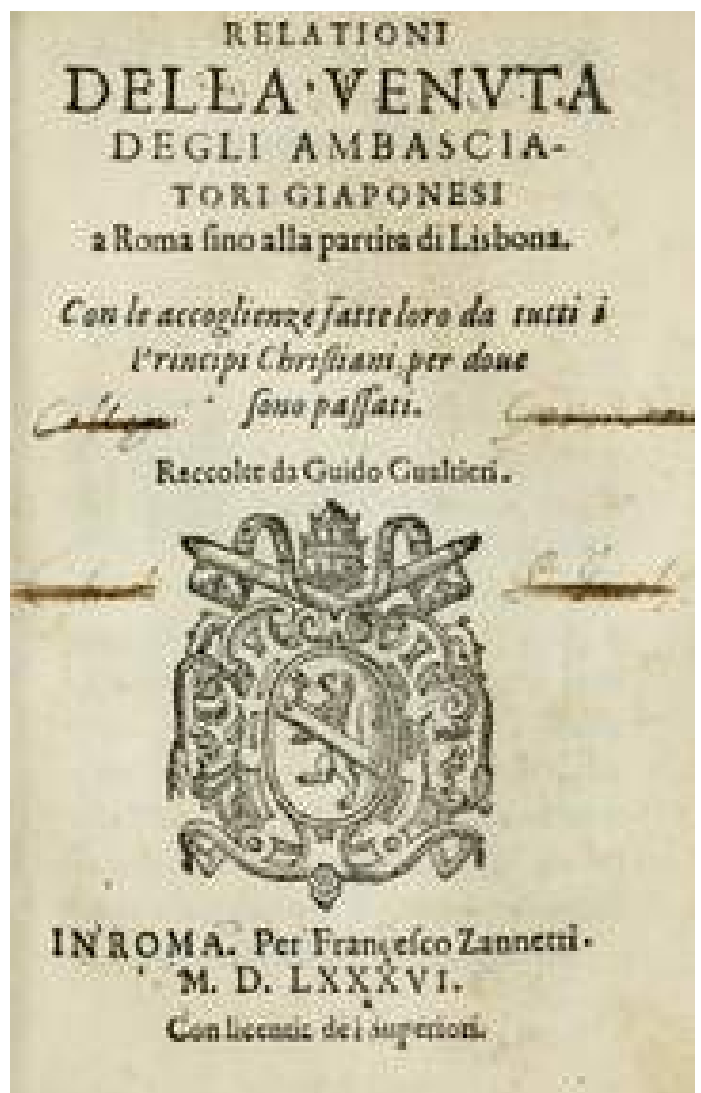 RELATIONI
DELLA·VENVTA
DEGLI AMBASCIA-
TORI GIAPONESI
a Roma sino alla partita di Lisbona.
Con le accoglienze fatte loro da tutti i
Principi Christiani, per doue
sono passati.
Raccolte da Guido Gualtieri.
IN ROMA. Per Francesco Zannetti.
M. D. LXXXVI.
Con licentia dei superiori.